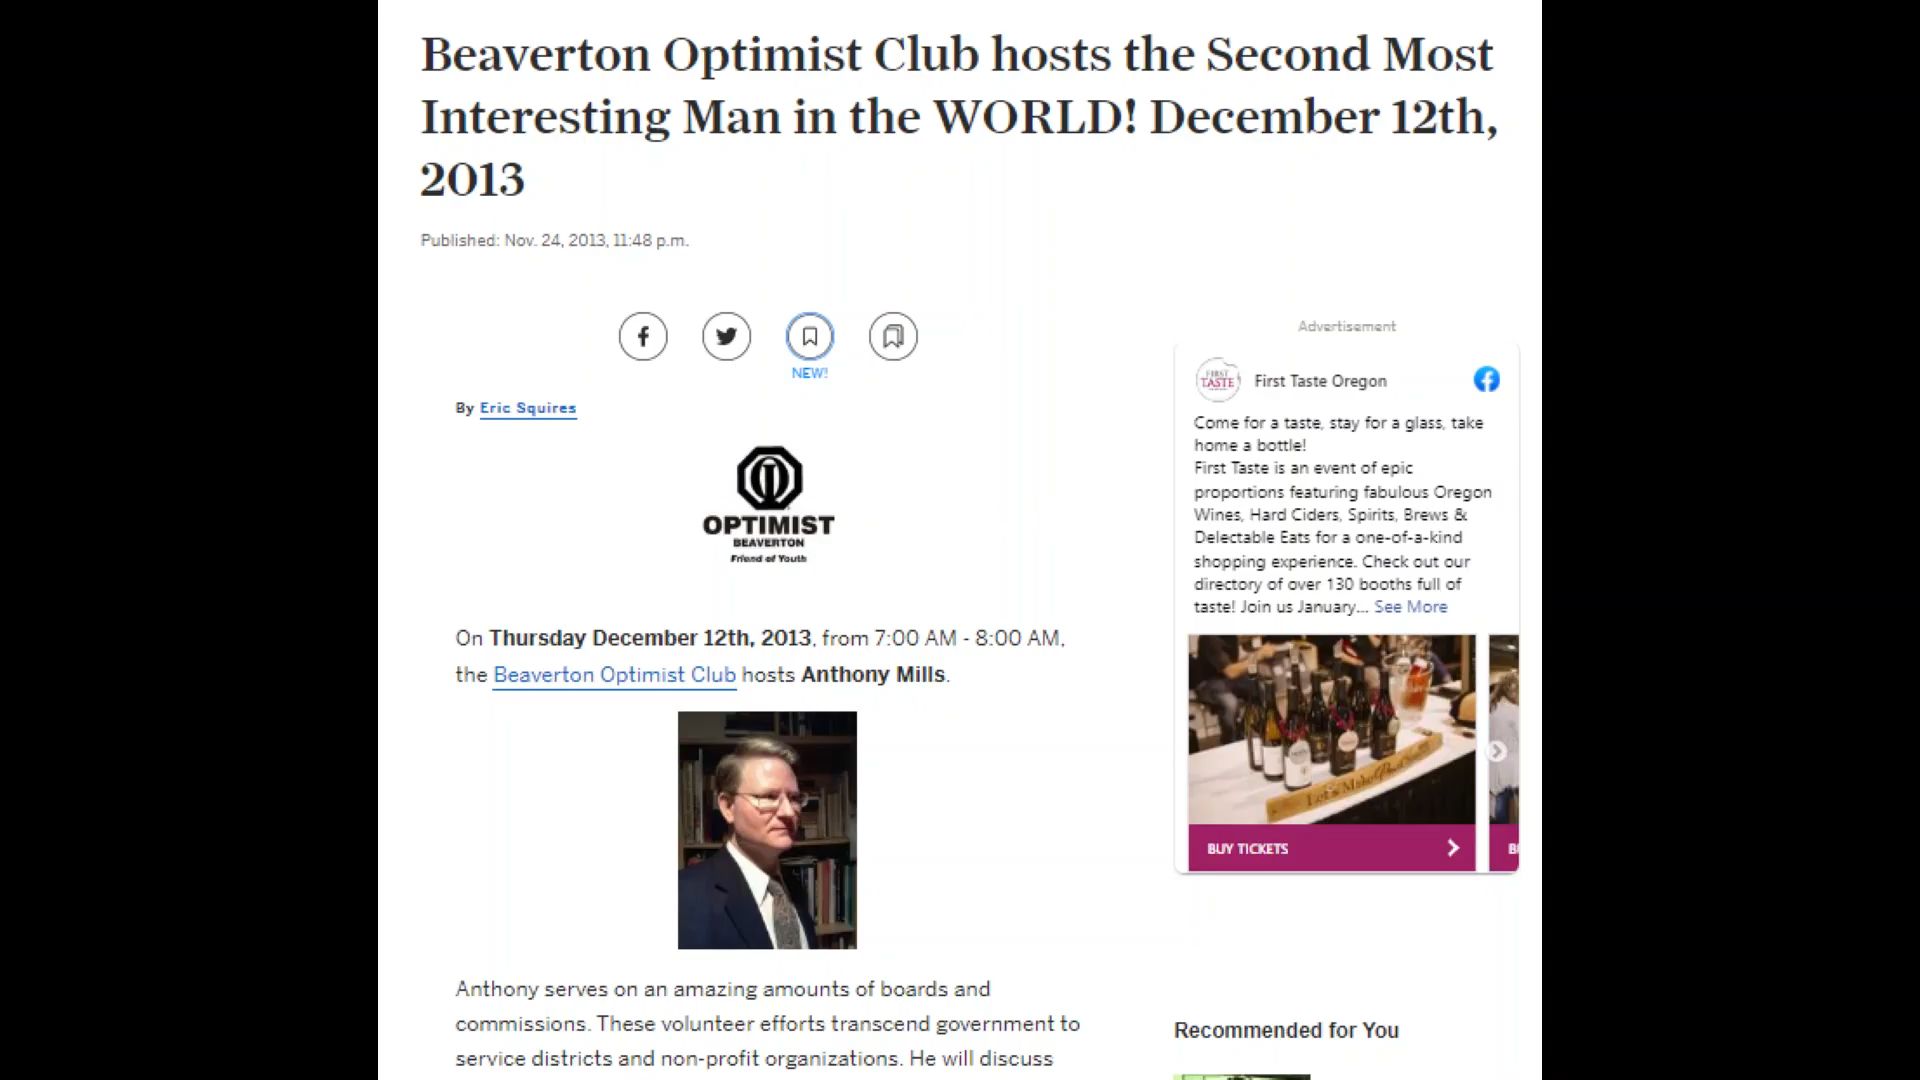 Beaverton Optimist Club hosts the Second Most
Interesting Man in the WORLD! December 12th,
2013
Published: Nov. 24, 2013, 11:48 p.m.
NEW!
By Eric Squires
OPTIMIST
BEAVERTON
Friend of Youth
On Thursday December 12th, 2013, from 7:00 AM - 8:00 AM,
the Beaverton Optimist Club hosts Anthony Mills.
Anthony serves on an amazing amounts of boards and
commissions. These volunteer efforts transcend government to
service districts and non-profit organizations. He will discuss
Advertisement
FIRST
TASTE
First Taste Oregon
Come for a taste, stay for a glass, take
home a bottle!
First Taste is an event of epic
proportions featuring fabulous Oregon
Wines, Hard Ciders, Spirits, Brews &
Delectable Eats for a one-of-a-kind
shopping experience. Check out our
directory of over 130 booths full of
taste! Join us January... See More
Let's Make
BUY TICKETS
B
Recommended for You